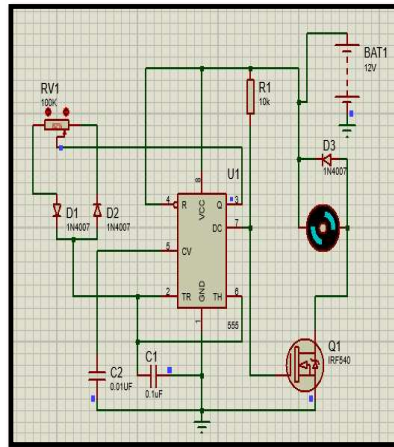 BAT1
12V
RV1
100K
R1
10k
D3
1N4007
U1
8
VCC
4
R
Q
3
DC
7
D1
1N4007
D2
1N4007
5
CV
2
TR
GND
TH
6
1
555
Q1
IRF540
C2
0.01UF
C1
0.1uF